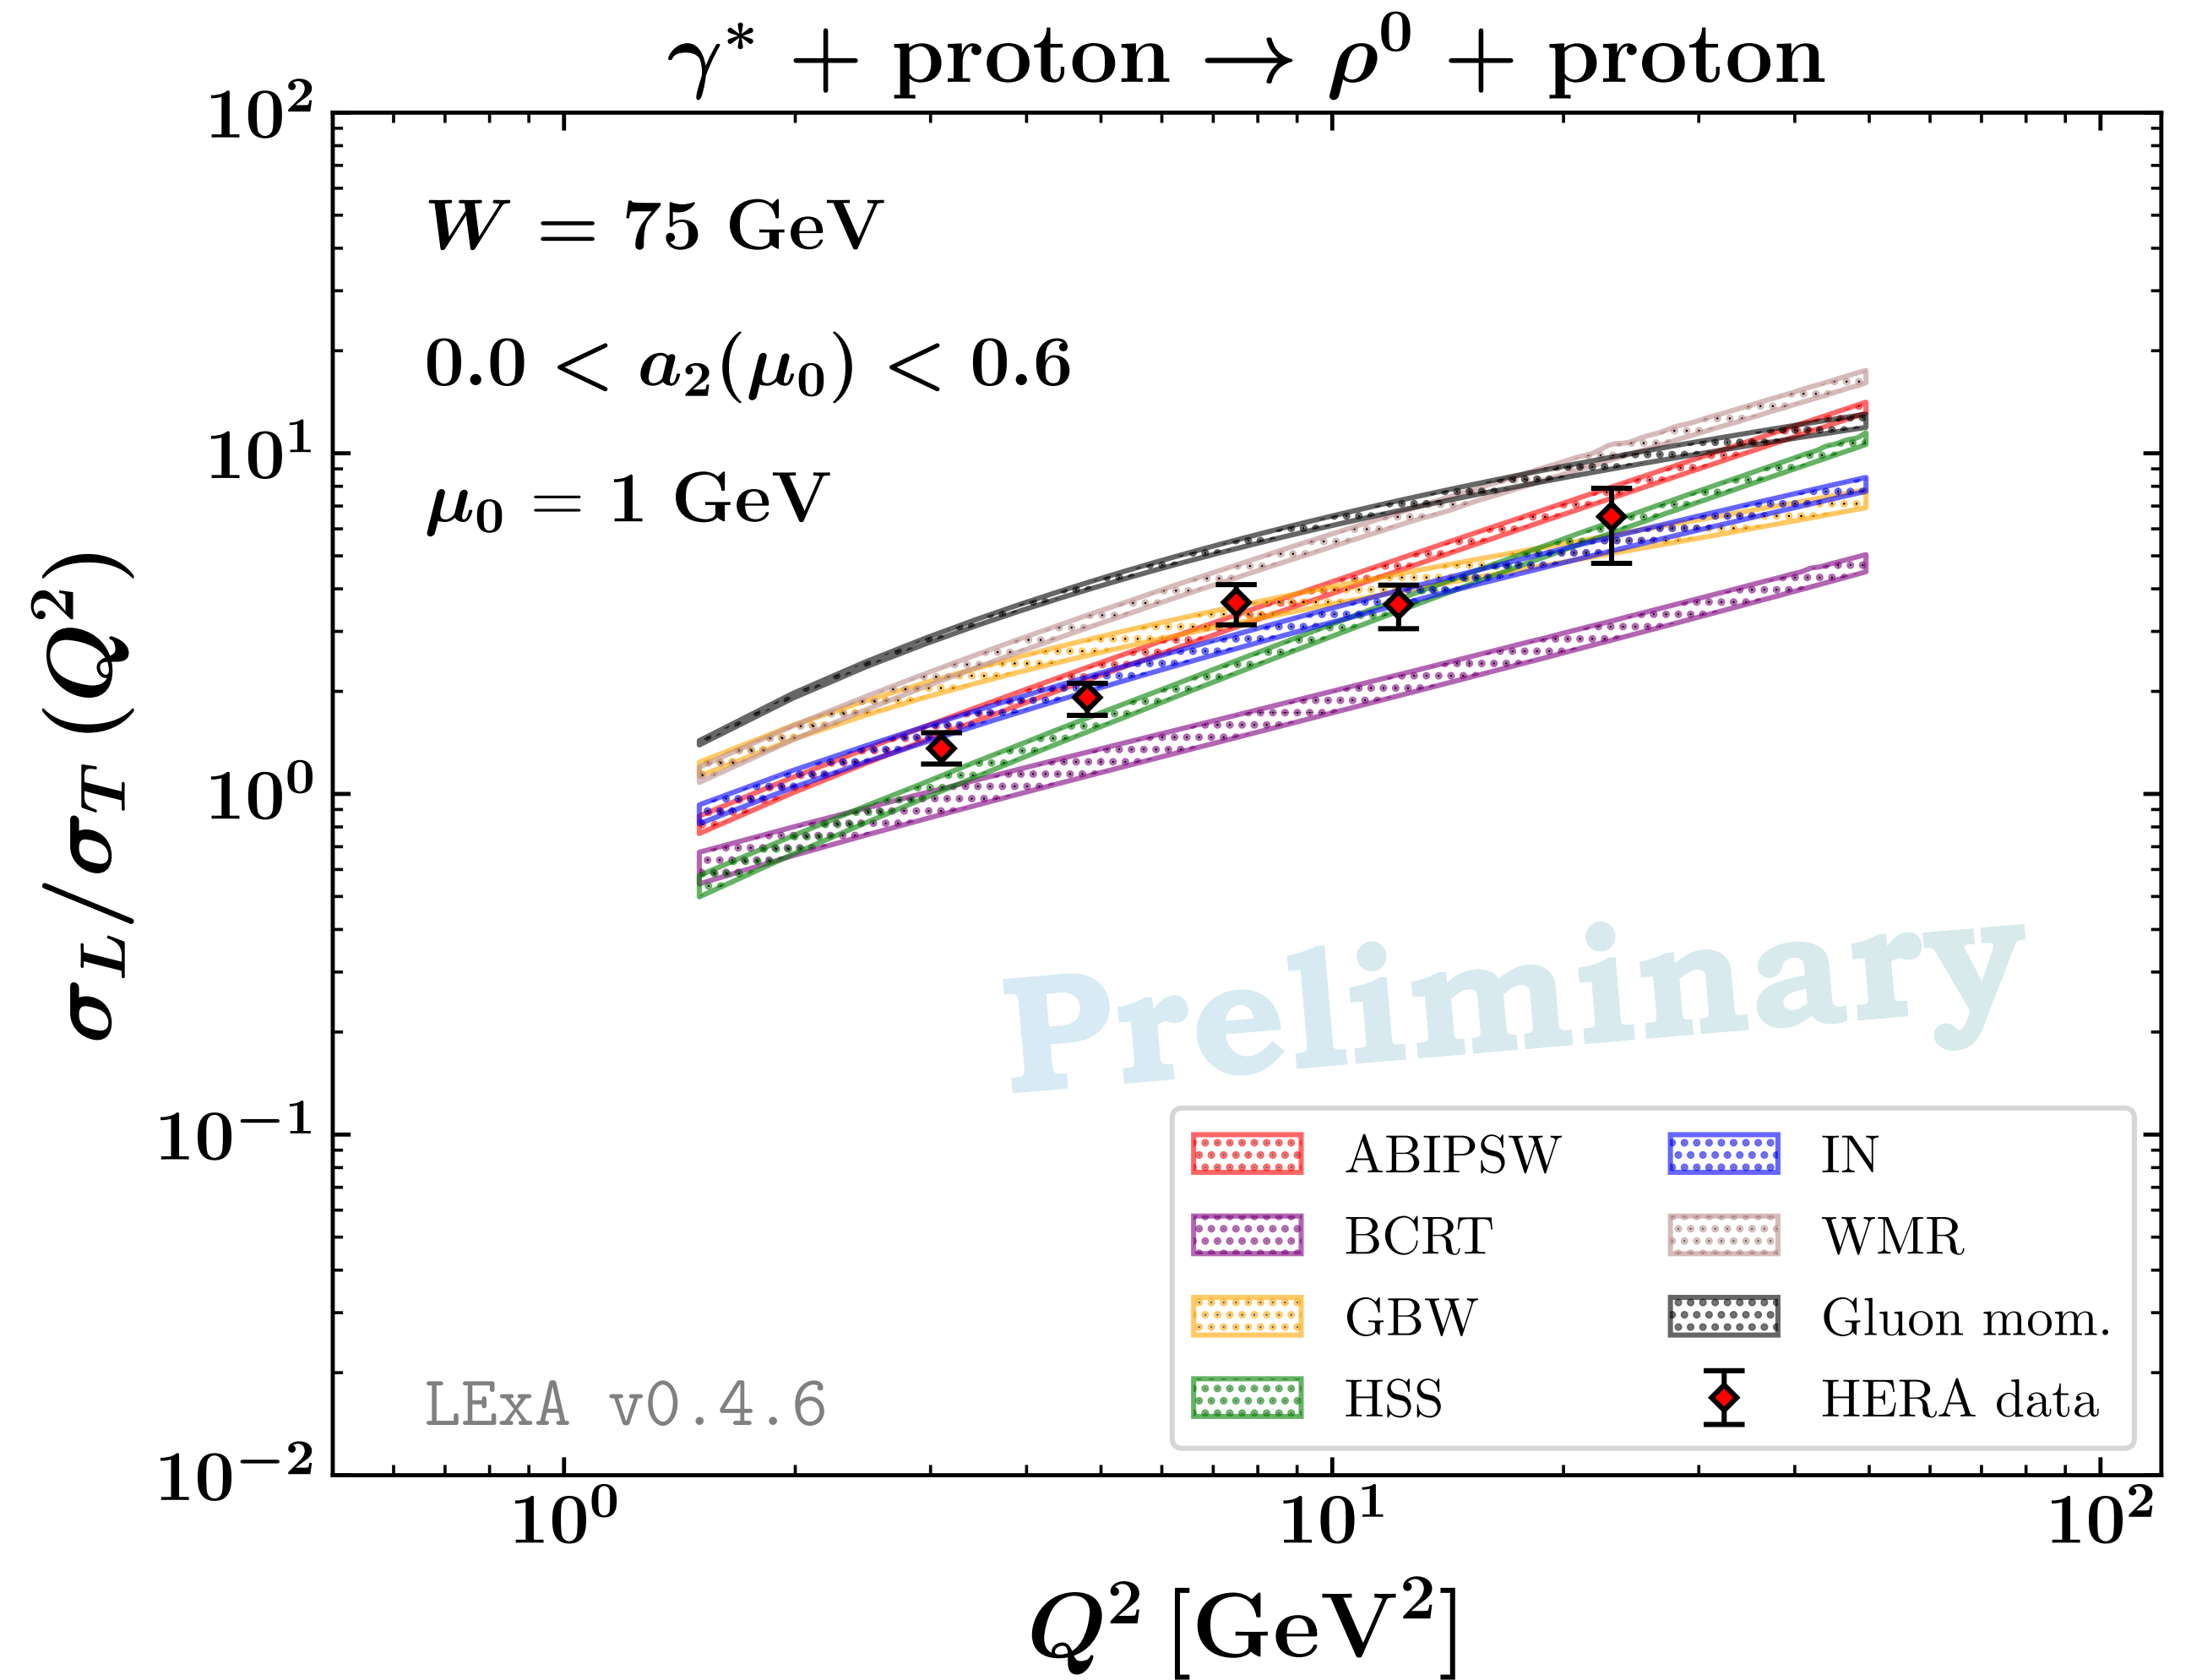 γ* + proton → ρ⁰ + proton
10²
10¹
10⁰
10⁻¹
10⁻²
σ_L/σ_T (Q²)
W = 75 GeV
0.0 < a₂(μ₀) < 0.6
μ₀ = 1 GeV
Preliminary
ABIPSW
BCRT
GBW
HSS
IN
WMR
Gluon mom.
HERA data
LExA v0.4.6
10⁰
10¹
10²
Q² [GeV²]